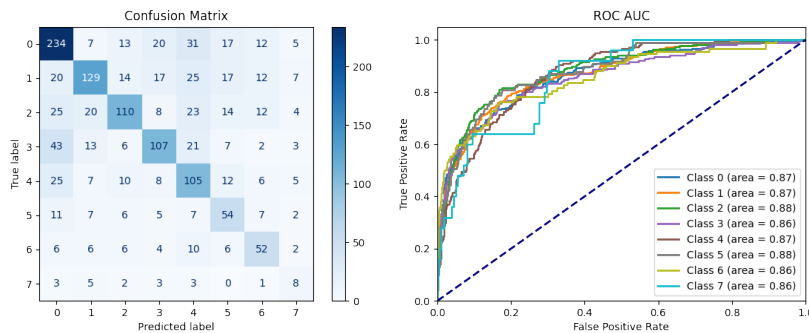 Confusion Matrix
0 234 7 13 20 31 17 12 5
1 20 129 14 17 25 17 12 7
2 25 20 110 8 23 14 12 4
3 43 13 6 107 21 7 2 3
4 25 7 10 8 105 12 6 5
5 11 7 6 5 7 54 7 2
6 6 6 6 4 10 6 52 2
7 3 5 2 3 3 0 1 8
0 1 2 3 4 5 6 7
True label
Predicted label
200
150
100
50
0
ROC AUC
1.0
0.8
0.6
0.4
0.2
0.0
True Positive Rate
Class 0 (area = 0.87)
Class 1 (area = 0.87)
Class 2 (area = 0.88)
Class 3 (area = 0.86)
Class 4 (area = 0.87)
Class 5 (area = 0.88)
Class 6 (area = 0.86)
Class 7 (area = 0.86)
0.0 0.2 0.4 0.6 0.8 1.0
False Positive Rate